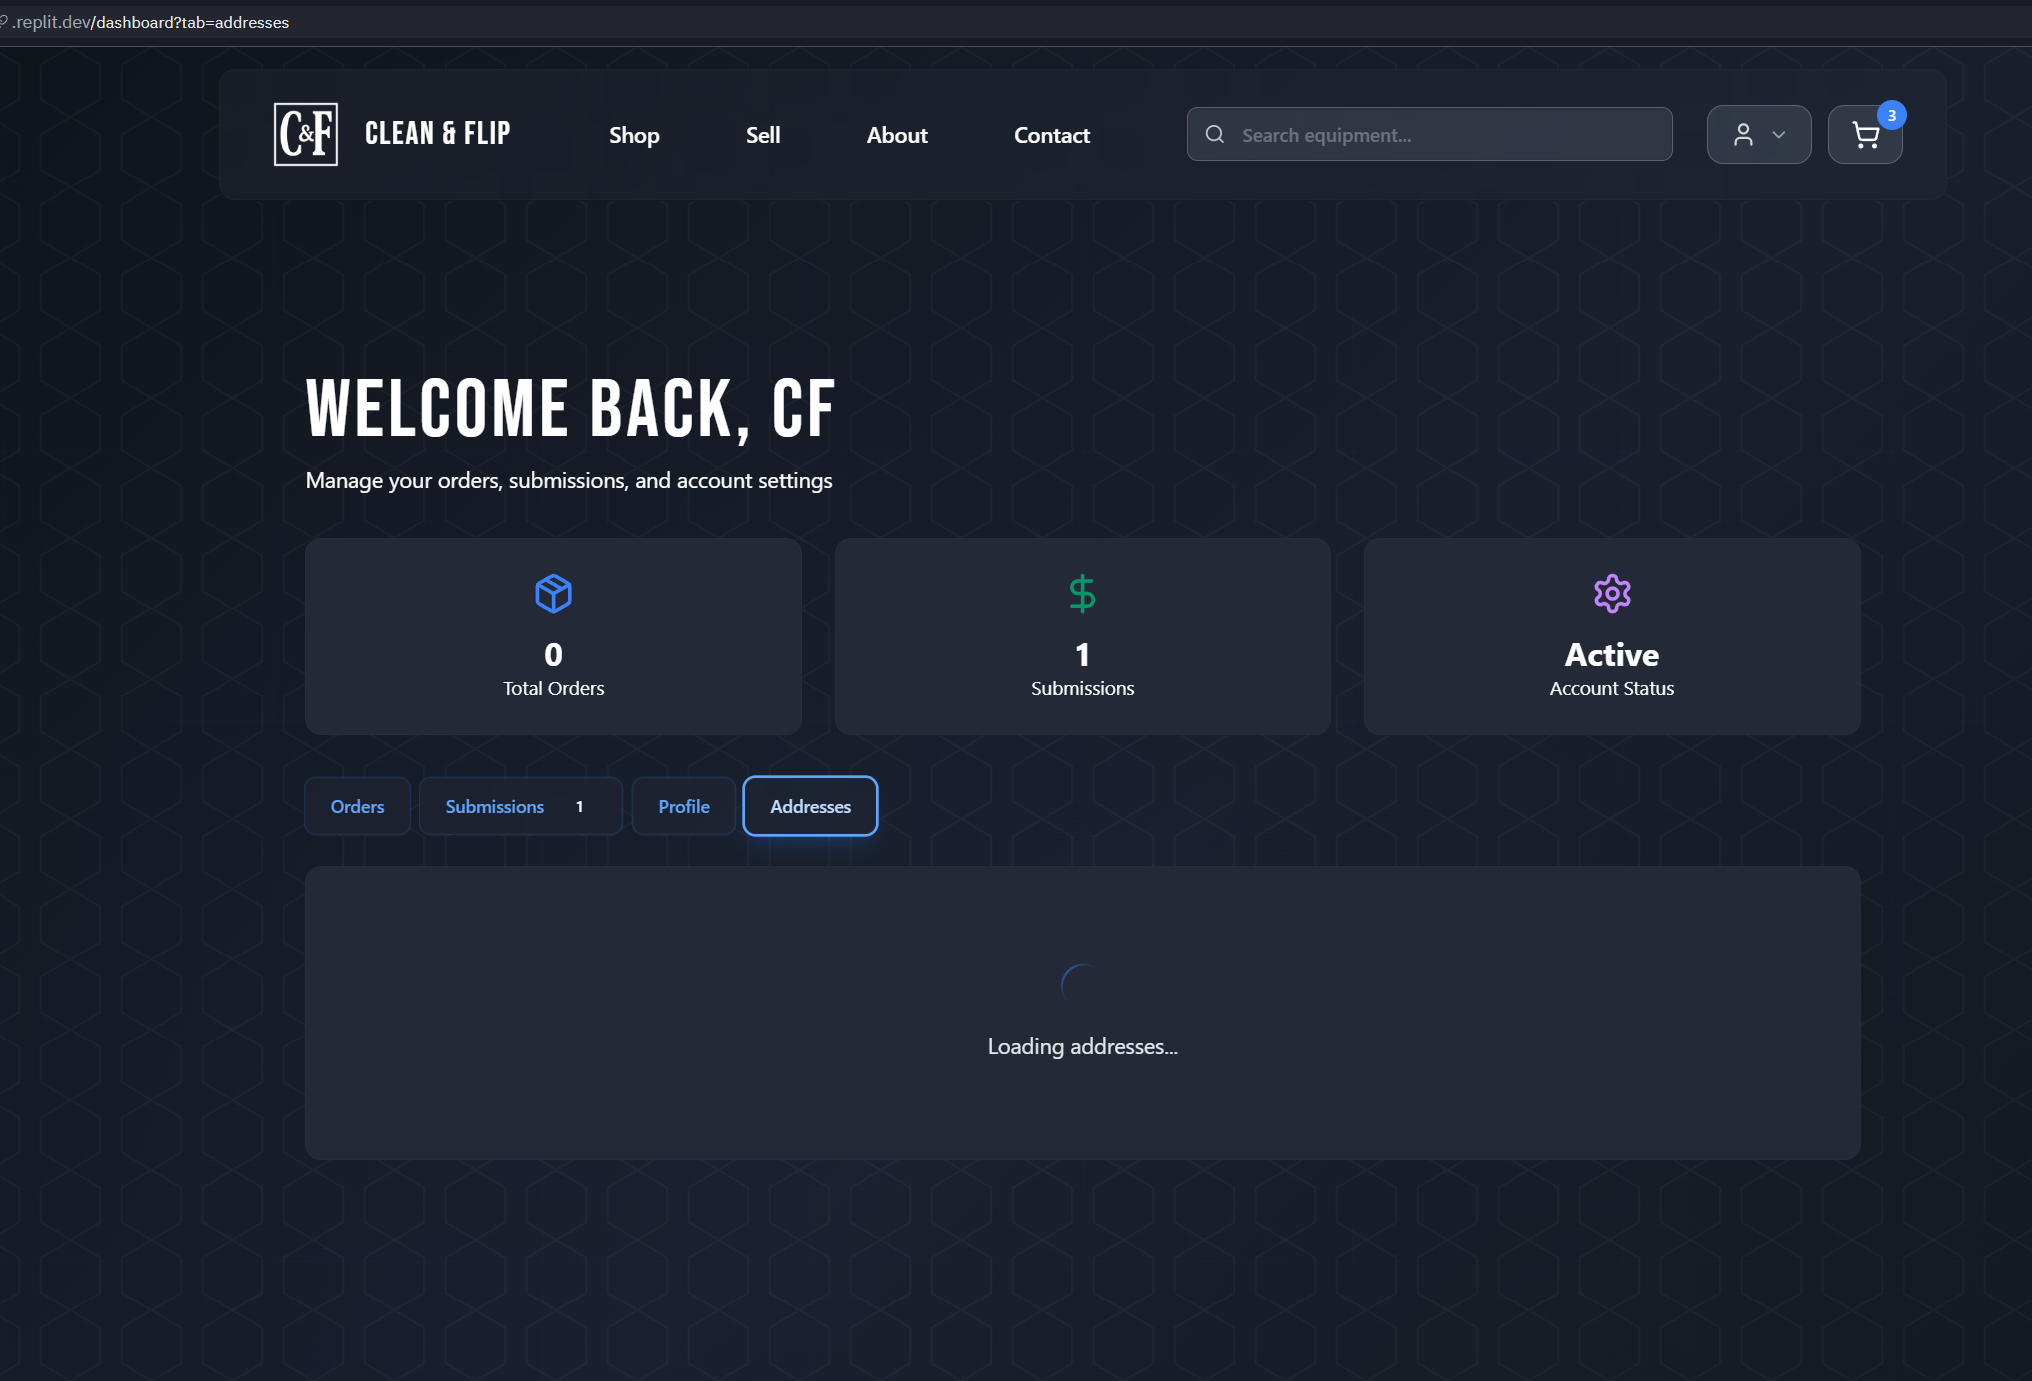 .replit.dev/dashboard?tab=addresses
C&F
CLEAN & FLIP
Shop
Sell
About
Contact
Search equipment...
3
WELCOME BACK, CF
Manage your orders, submissions, and account settings
0
Total Orders
1
Submissions
Active
Account Status
Orders
Submissions 1
Profile
Addresses
Loading addresses...